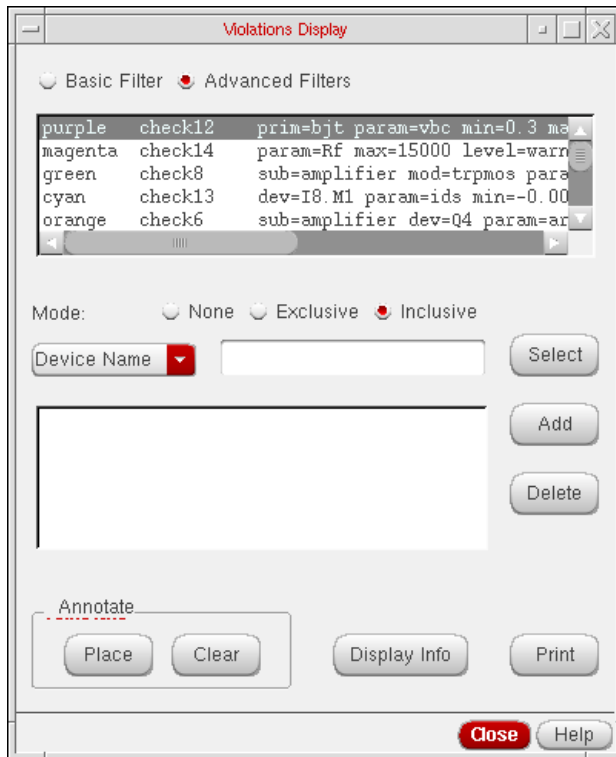 Violations Display
Basic Filter Advanced Filters
purple check12 prim=bjt param=vbc min=0.3 ma
magenta check14 param=Rf max=15000 level=warn
green check8 sub=amplifier mod=trpmos para
cyan check13 dev=I8.M1 param=ids min=-0.00
orange check6 sub=amplifier dev=Q4 param=ar
Mode: None Exclusive Inclusive
Device Name Select
Add
Delete
Annotate
Place Clear Display Info Print
Close Help